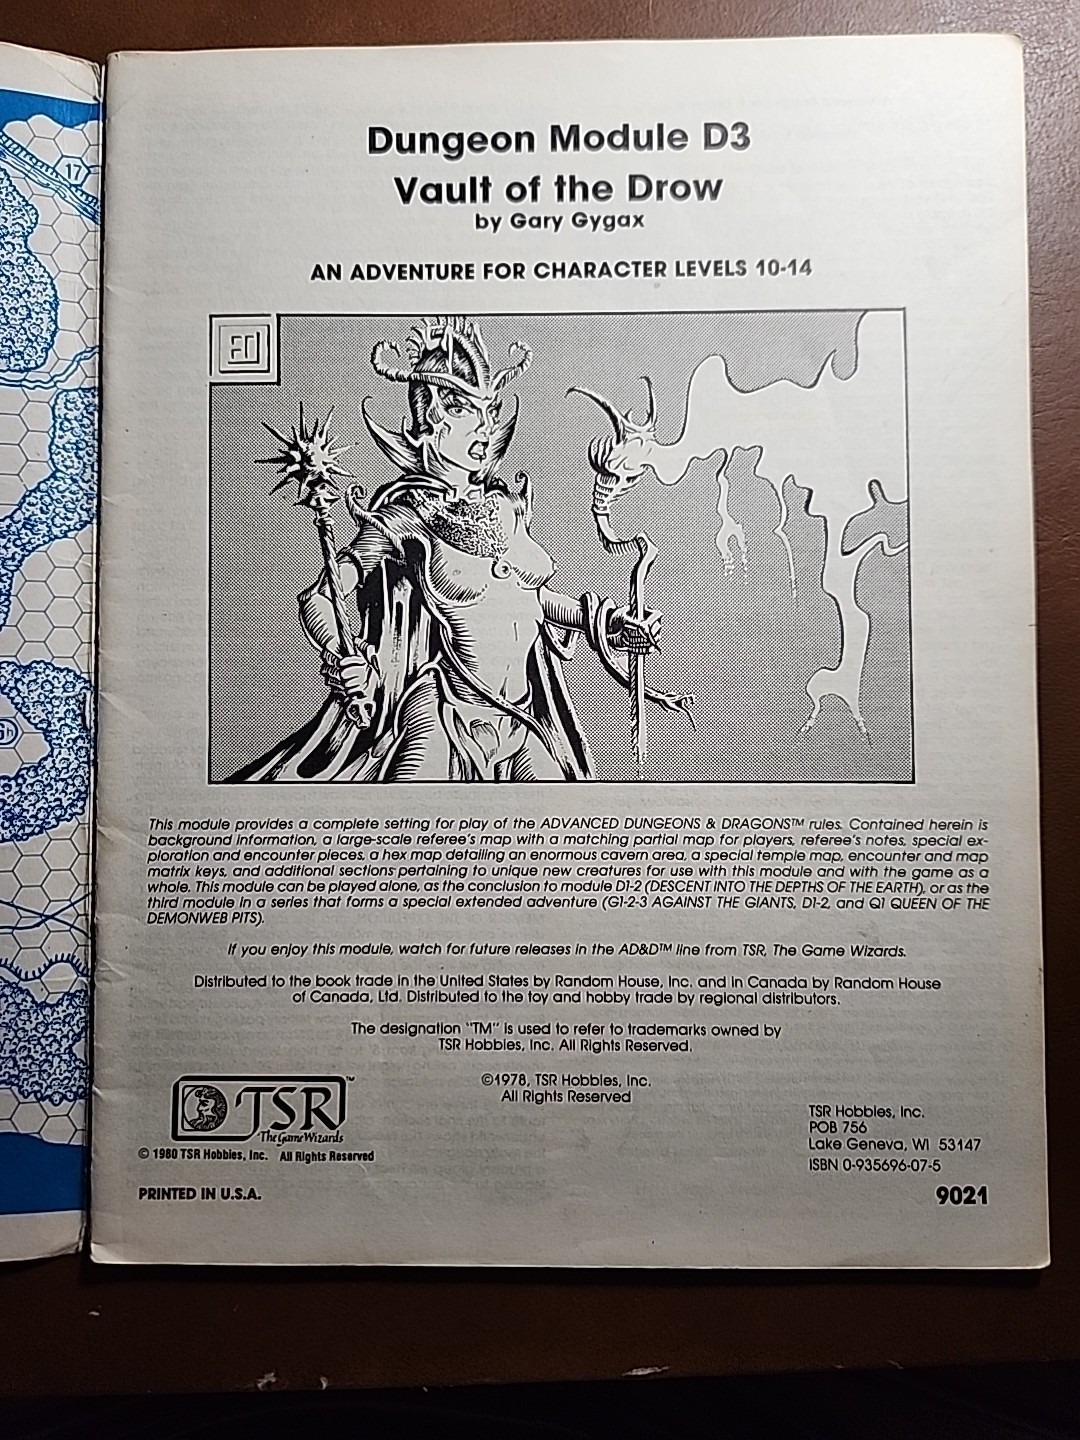 17
Dungeon Module D3
Vault of the Drow
by Gary Gygax
AN ADVENTURE FOR CHARACTER LEVELS 10-14
This module provides a complete setting for play of the ADVANCED DUNGEONS & DRAGONS™ rules. Contained herein is
background information, a large-scale referee's map with a matching partial map for players, referee's notes, special ex-
ploration and encounter pieces, a hex map detailing an enormous cavern area, a special temple map, encounter and map
matrix keys, and additional sections pertaining to unique new creatures for use with this module and with the game as a
whole. This module can be played alone, as the conclusion to module D1-2 (DESCENT INTO THE DEPTHS OF THE EARTH), or as the
third module in a series that forms a special extended adventure (G1-2-3 AGAINST THE GIANTS, D1-2, and Q1 QUEEN OF THE
DEMONWEB PITS).
If you enjoy this module, watch for future releases in the AD&D™ line from TSR, The Game Wizards.
Distributed to the book trade in the United States by Random House, Inc. and in Canada by Random House
of Canada, Ltd. Distributed to the toy and hobby trade by regional distributors.
The designation "TM" is used to refer to trademarks owned by
TSR Hobbies, Inc. All Rights Reserved.
©1978, TSR Hobbies, Inc.
All Rights Reserved
TSR™
The Game Wizards
© 1980 TSR Hobbies, Inc. All Rights Reserved
PRINTED IN U.S.A.
TSR Hobbies, Inc.
POB 756
Lake Geneva, WI 53147
ISBN 0-935696-07-5
9021